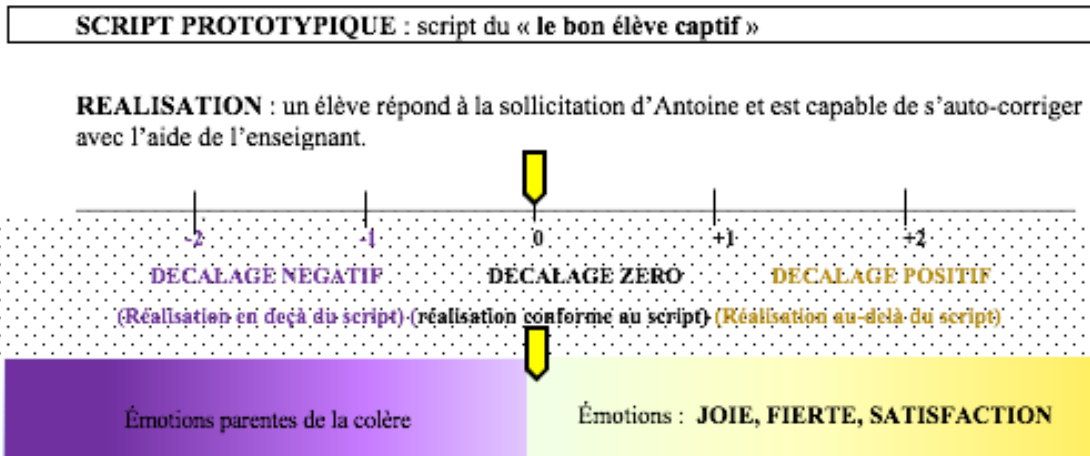 SCRIPT PROTOTYPIQUE : script du « le bon élève captif »
REALISATION : un élève répond à la sollicitation d’Antoine et est capable de s’auto-corriger
avec l’aide de l’enseignant.
-2 -1 0 +1 +2
DECALAGE NEGATIF DECALAGE ZERO DECALAGE POSITIF
(Réalisation en deçà du script) (réalisation conforme au script) (Réalisation au-delà du script)
Émotions parentes de la colère Émotions : JOIE, FIERTE, SATISFACTION